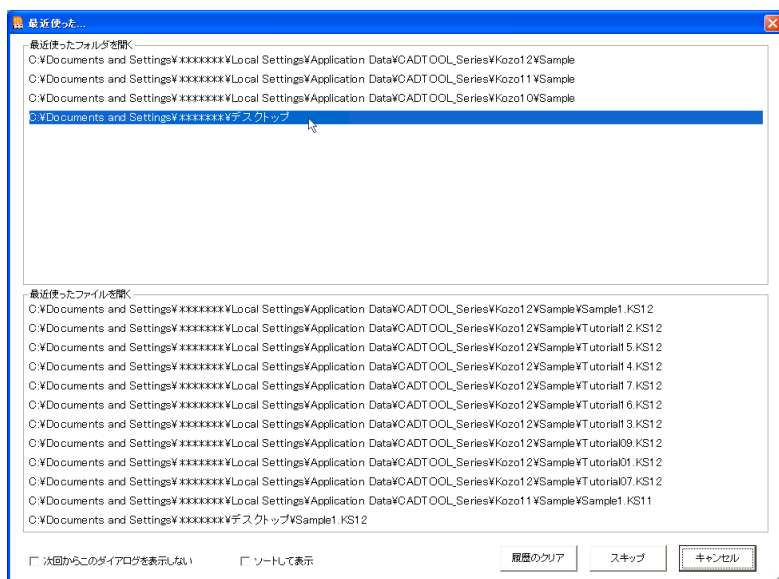 最近使った...
最近使ったフォルダを開く
C:¥Documents and Settings¥*******¥Local Settings¥Application Data¥CADTOOL_Series¥Kozo12¥Sample
C:¥Documents and Settings¥*******¥Local Settings¥Application Data¥CADTOOL_Series¥Kozo11¥Sample
C:¥Documents and Settings¥*******¥Local Settings¥Application Data¥CADTOOL_Series¥Kozo10¥Sample
C:¥Documents and Settings¥*******¥デスクトップ
最近使ったファイルを開く
C:¥Documents and Settings¥*******¥Local Settings¥Application Data¥CADTOOL_Series¥Kozo12¥Sample¥Sample1.KS12
C:¥Documents and Settings¥*******¥Local Settings¥Application Data¥CADTOOL_Series¥Kozo12¥Sample¥Tutorial12.KS12
C:¥Documents and Settings¥*******¥Local Settings¥Application Data¥CADTOOL_Series¥Kozo12¥Sample¥Tutorial15.KS12
C:¥Documents and Settings¥*******¥Local Settings¥Application Data¥CADTOOL_Series¥Kozo12¥Sample¥Tutorial14.KS12
C:¥Documents and Settings¥*******¥Local Settings¥Application Data¥CADTOOL_Series¥Kozo12¥Sample¥Tutorial17.KS12
C:¥Documents and Settings¥*******¥Local Settings¥Application Data¥CADTOOL_Series¥Kozo12¥Sample¥Tutorial16.KS12
C:¥Documents and Settings¥*******¥Local Settings¥Application Data¥CADTOOL_Series¥Kozo12¥Sample¥Tutorial13.KS12
C:¥Documents and Settings¥*******¥Local Settings¥Application Data¥CADTOOL_Series¥Kozo12¥Sample¥Tutorial09.KS12
C:¥Documents and Settings¥*******¥Local Settings¥Application Data¥CADTOOL_Series¥Kozo12¥Sample¥Tutorial01.KS12
C:¥Documents and Settings¥*******¥Local Settings¥Application Data¥CADTOOL_Series¥Kozo12¥Sample¥Tutorial07.KS12
C:¥Documents and Settings¥*******¥Local Settings¥Application Data¥CADTOOL_Series¥Kozo11¥Sample¥Sample1.KS11
C:¥Documents and Settings¥*******¥デスクトップ¥Sample1.KS12
次回からこのダイアログを表示しない ソートして表示 履歴のクリア スキップ キャンセル